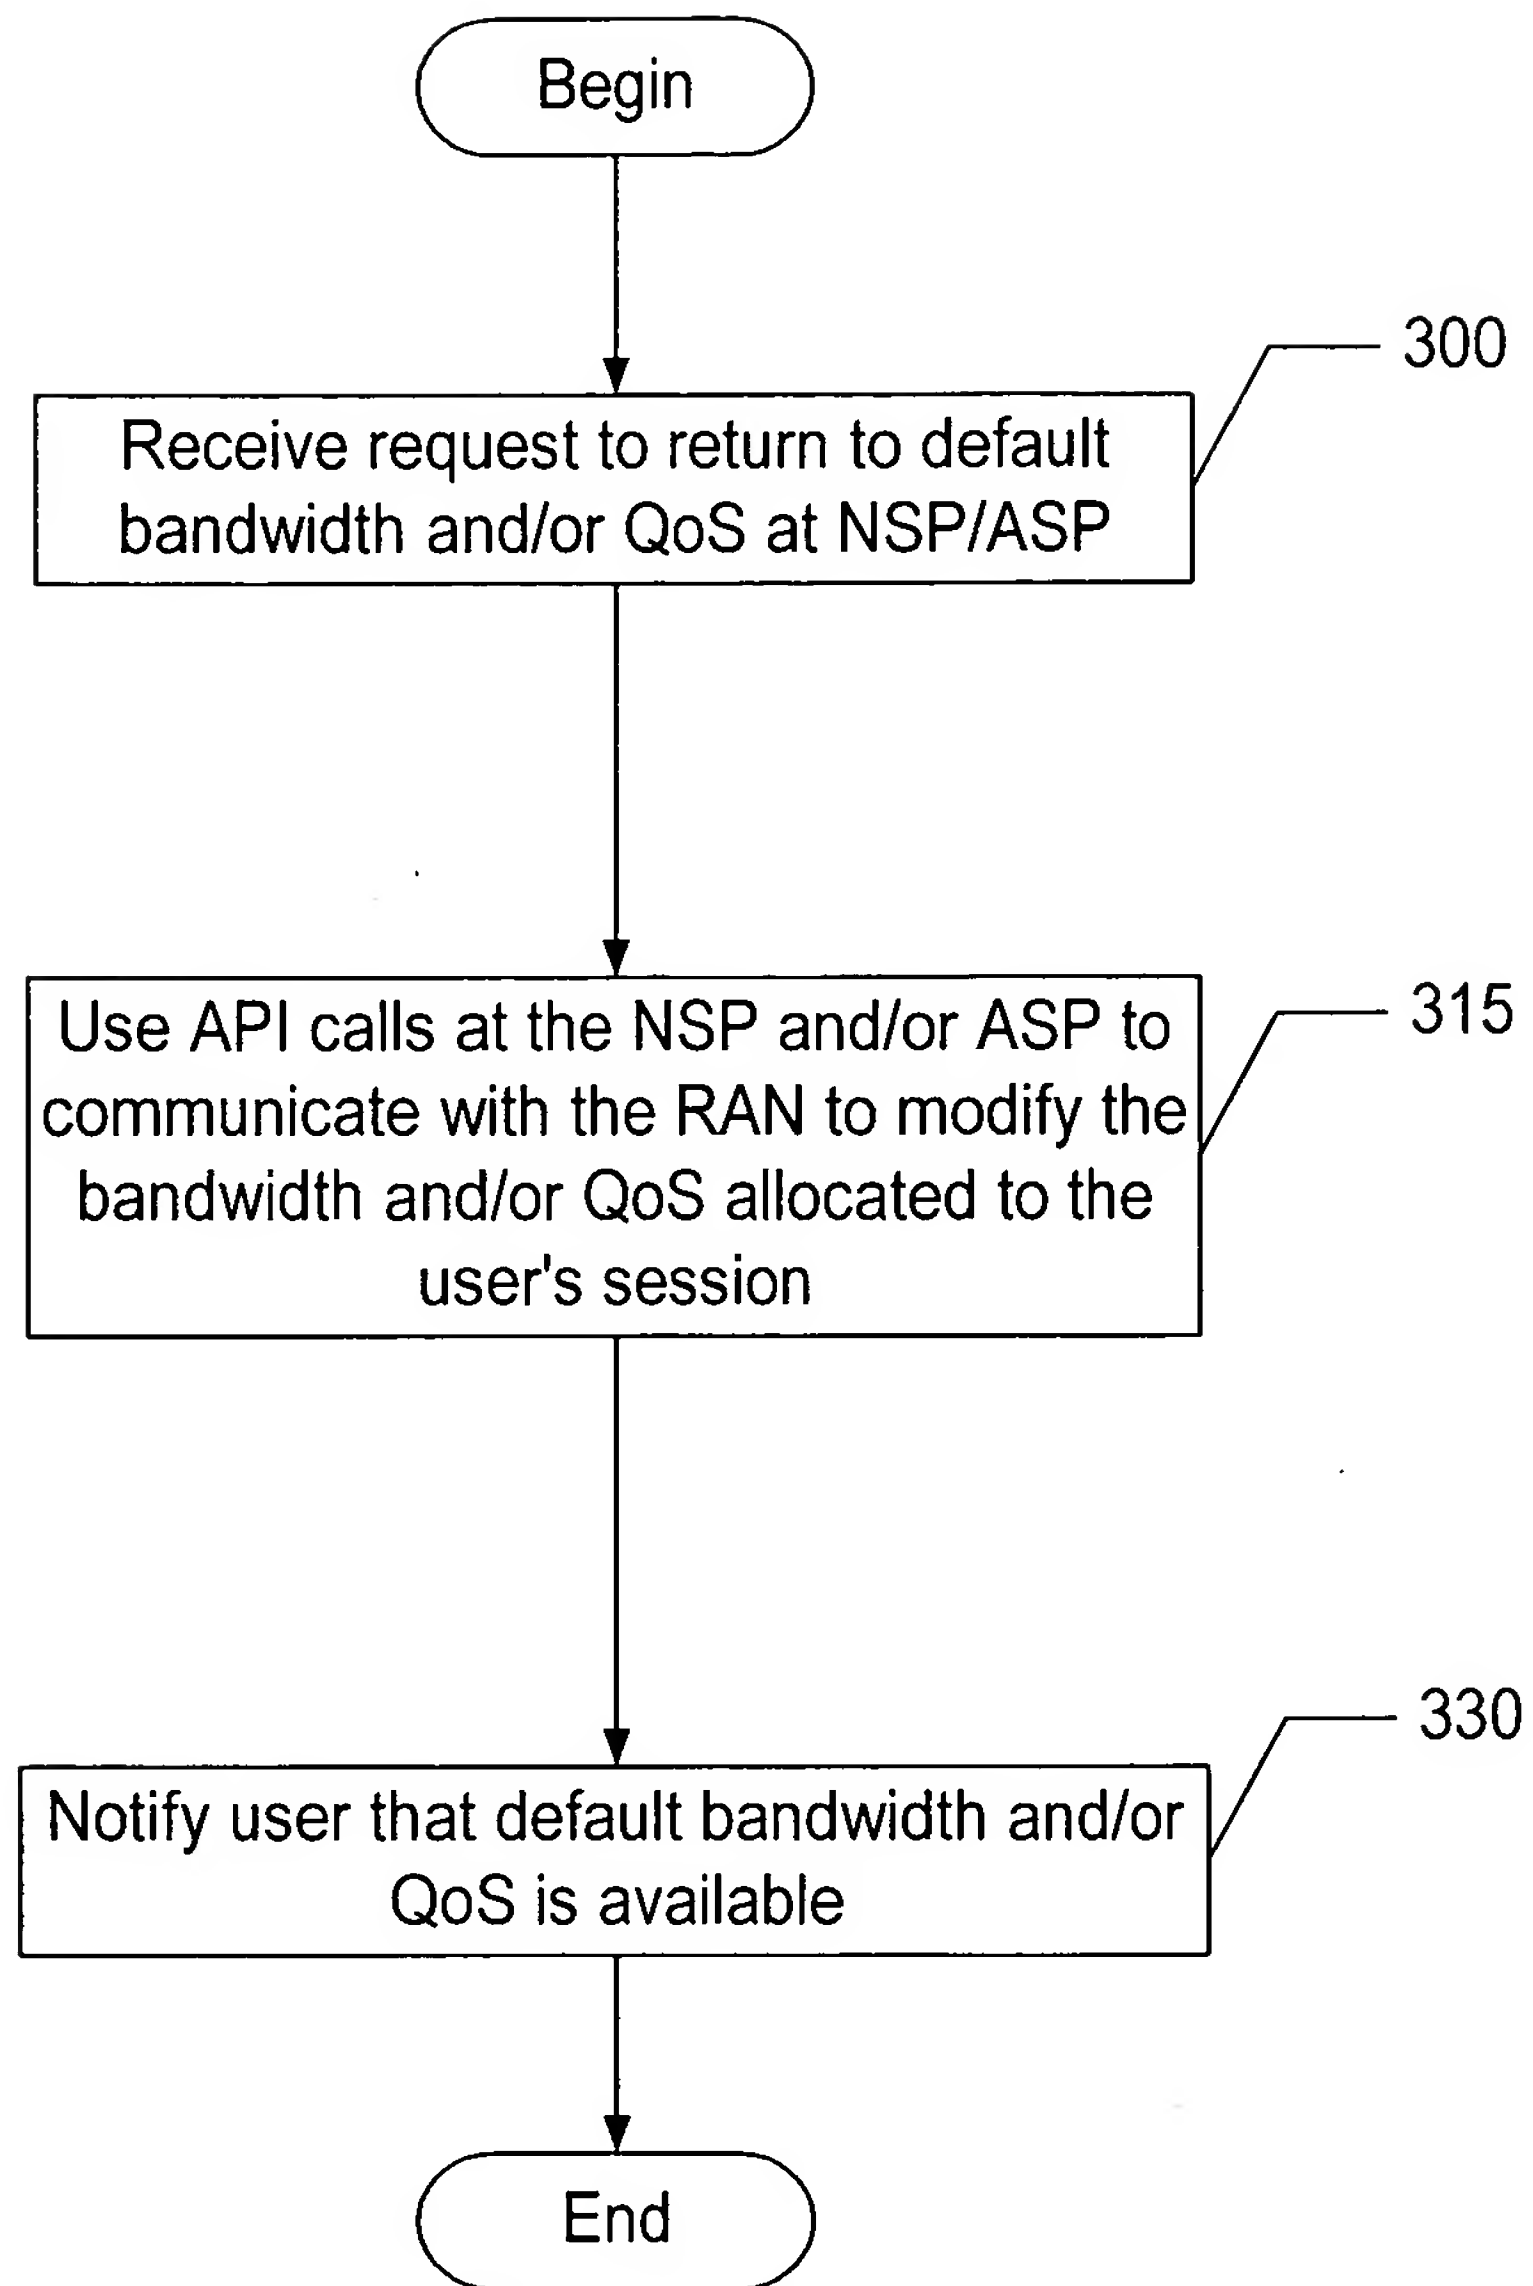 Begin
300
Receive request to return to default
bandwidth and/or QoS at NSP/ASP
315
Use API calls at the NSP and/or ASP to
communicate with the RAN to modify the
bandwidth and/or QoS allocated to the
user's session
330
Notify user that default bandwidth and/or
QoS is available
End